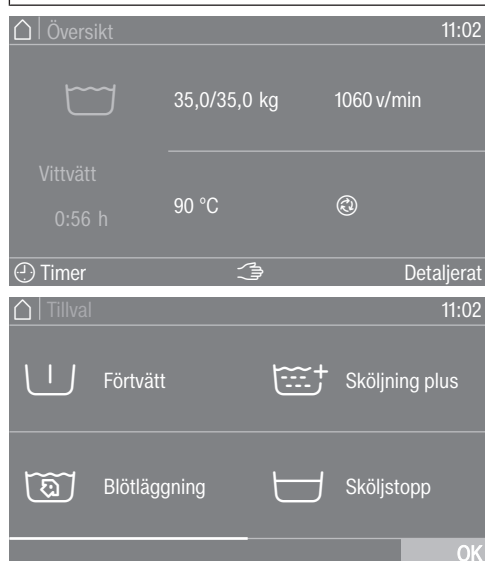 Översikt 11:02
35,0/35,0 kg 1060 v/min
Vittvätt
0:56 h
90 °C
Timer Detaljerat
Tillval 11:02
Förtvätt Sköljning plus
Blötläggning Sköljstopp
OK